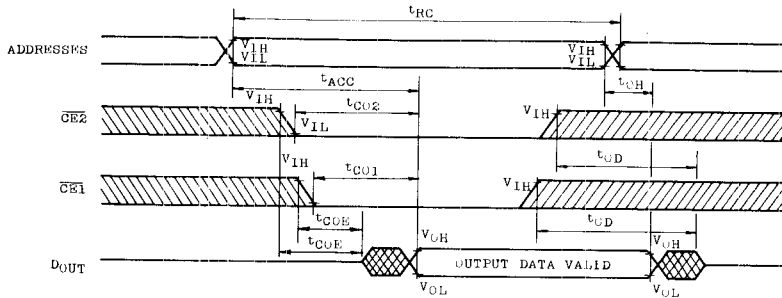 tRC
ADDRESSES
VIH
VIL
VIH
VIL
tACC
tOH
VIH
tCO2
VIH
CE2
VIL
tOD
VIH
tCO1
VIH
CE1
tCOE
tOD
tCOE
VOH
VOH
DOUT
OUTPUT DATA VALID
VOL
VOL